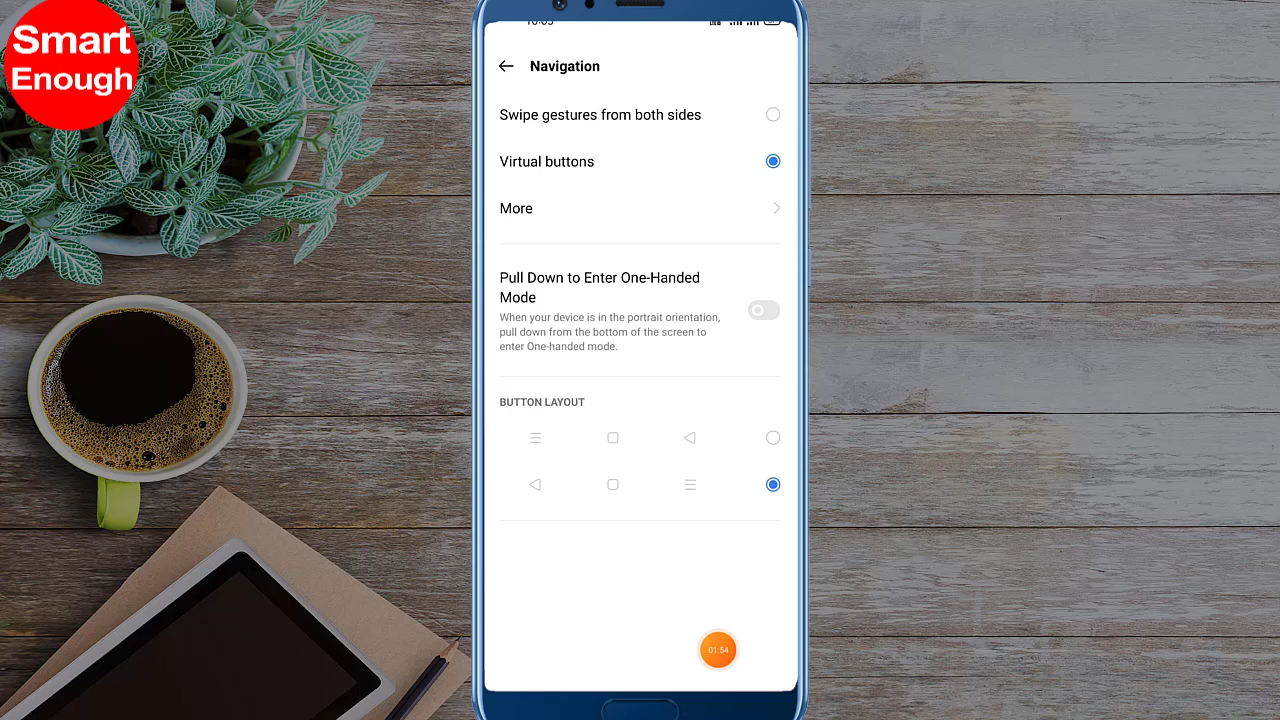 Smart
Enough
Navigation
Swipe gestures from both sides
Virtual buttons
More
Pull Down to Enter One-Handed
Mode
When your device is in the portrait orientation,
pull down from the bottom of the screen to
enter One-handed mode.
BUTTON LAYOUT
01:54